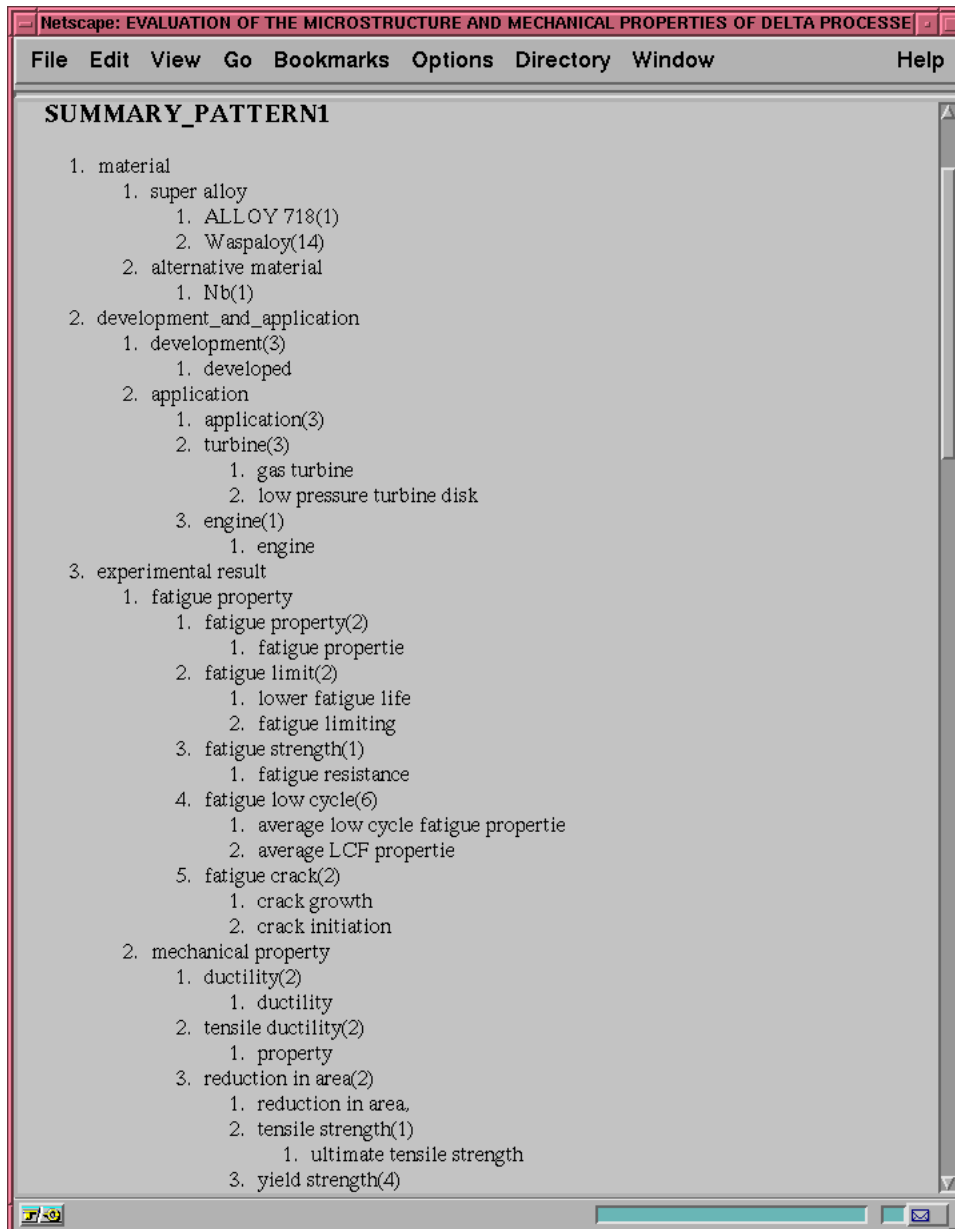 Netscape: EVALUATION OF THE MICROSTRUCTURE AND MECHANICAL PROPERTIES OF DELTA PROCESSE
File Edit View Go Bookmarks Options Directory Window Help
SUMMARY_PATTERN1
1. material
1. super alloy
1. ALLOY 718(1)
2. Waspaloy(14)
2. alternative material
1. Nb(1)
2. development_and_application
1. development(3)
1. developed
2. application
1. application(3)
2. turbine(3)
1. gas turbine
2. low pressure turbine disk
3. engine(1)
1. engine
3. experimental result
1. fatigue property
1. fatigue property(2)
1. fatigue propertie
2. fatigue limit(2)
1. lower fatigue life
2. fatigue limiting
3. fatigue strength(1)
1. fatigue resistance
4. fatigue low cycle(6)
1. average low cycle fatigue propertie
2. average LCF propertie
5. fatigue crack(2)
1. crack growth
2. crack initiation
2. mechanical property
1. ductility(2)
1. ductility
2. tensile ductility(2)
1. property
3. reduction in area(2)
1. reduction in area,
2. tensile strength(1)
1. ultimate tensile strength
3. yield strength(4)